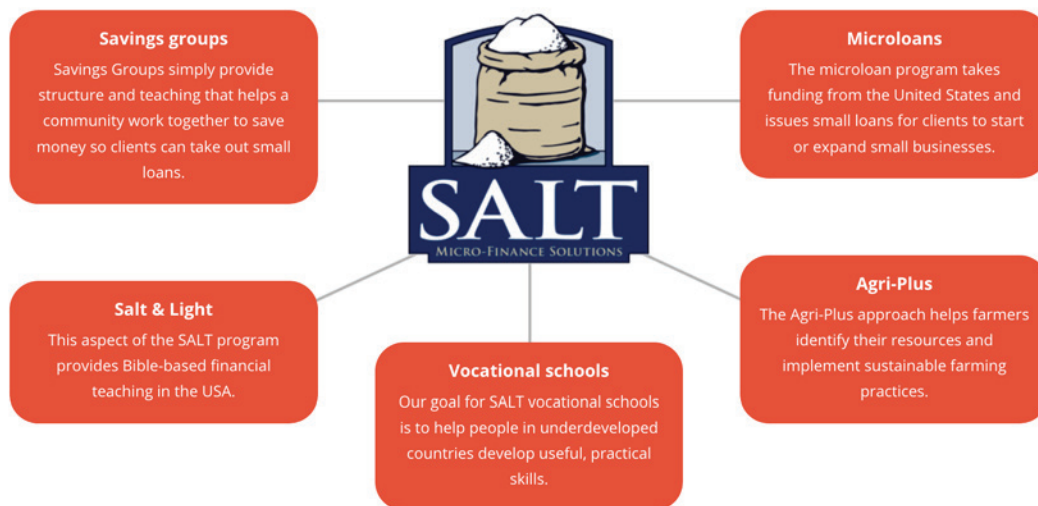 Savings groups
Savings Groups simply provide
structure and teaching that helps a
community work together to save
money so clients can take out small
loans.
SALT
MICRO-FINANCE SOLUTIONS
Microloans
The microloan program takes
funding from the United States and
issues small loans for clients to start
or expand small businesses.
Salt & Light
This aspect of the SALT program
provides Bible-based financial
teaching in the USA.
Vocational schools
Our goal for SALT vocational schools
is to help people in underdeveloped
countries develop useful, practical
skills.
Agri-Plus
The Agri-Plus approach helps farmers
identify their resources and
implement sustainable farming
practices.